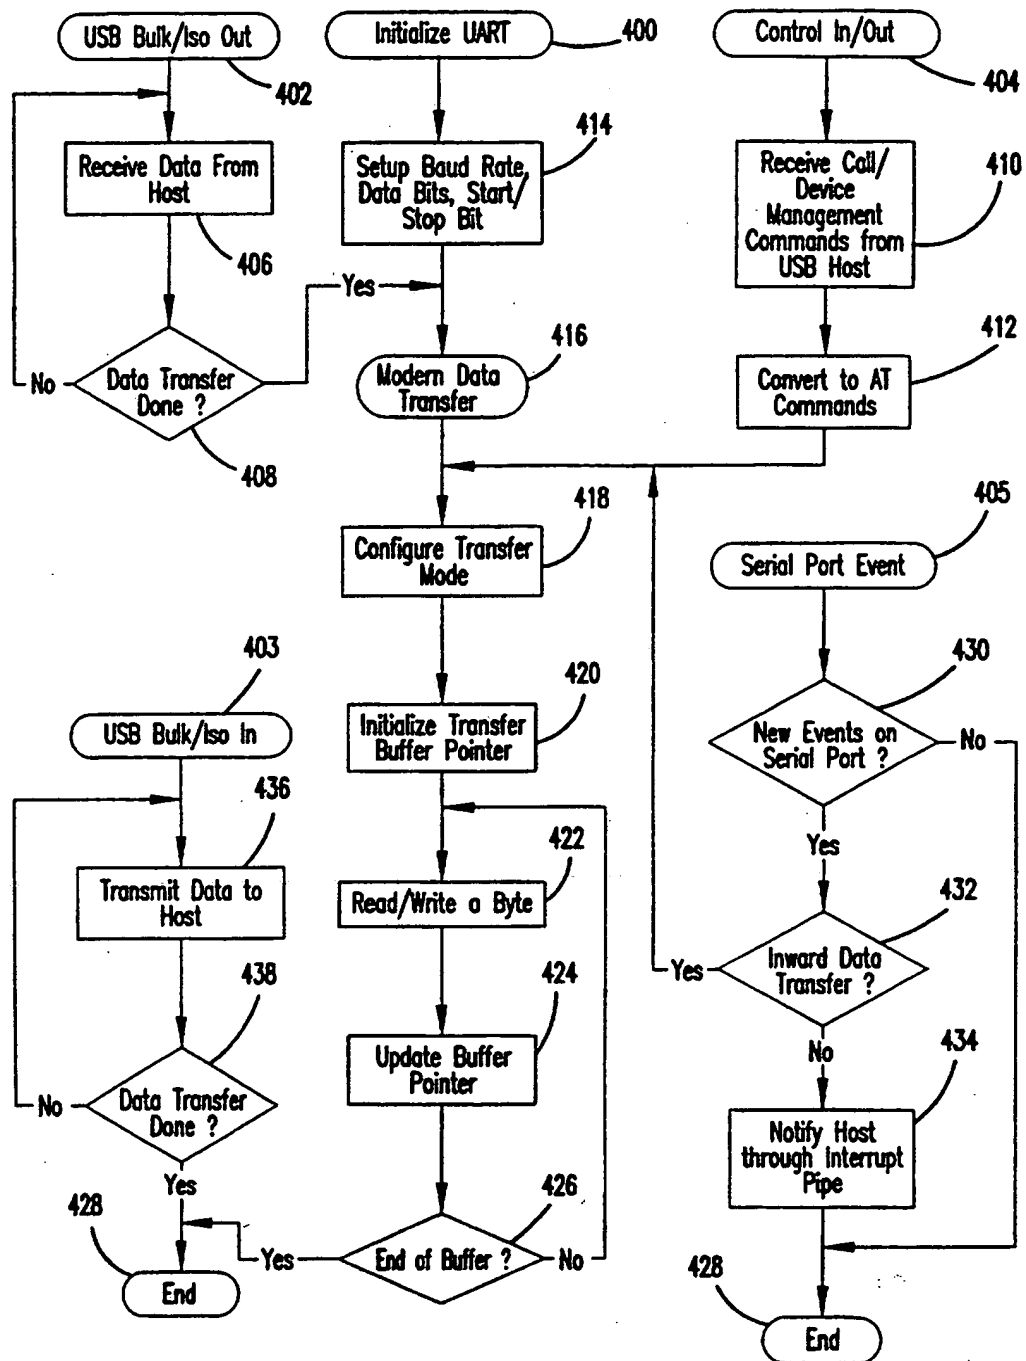 USB Bulk/Iso Out
402
Receive Data From
Host
406
Data Transfer
Done ?
408
No
Yes
Initialize UART
400
414
Setup Baud Rate,
Data Bits, Start/
Stop Bit
416
Modern Data
Transfer
Control In/Out
404
Receive Call/
Device
Management
Commands from
USB Host
410
412
Convert to AT
Commands
418
Configure Transfer
Mode
420
Initialize Transfer
Buffer Pointer
422
Read/Write a Byte
424
Update Buffer
Pointer
426
End of Buffer ?
Yes
No
403
USB Bulk/Iso In
436
Transmit Data to
Host
438
Data Transfer
Done ?
No
Yes
428
End
405
Serial Port Event
430
New Events on
Serial Port ?
No
Yes
432
Inward Data
Transfer ?
Yes
No
434
Notify Host
through Interrupt
Pipe
428
End